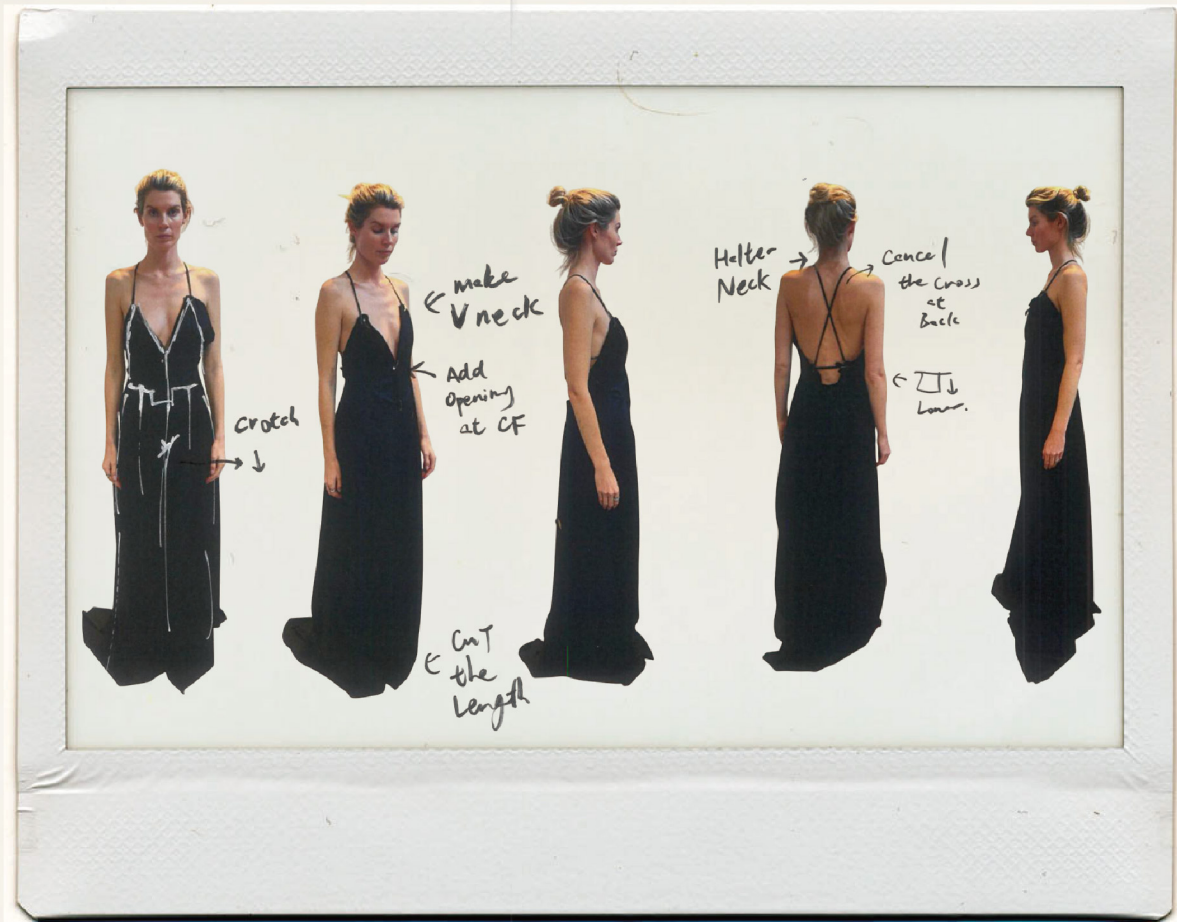 Crotch
make
V neck
Add
Opening
at CF
Cut
the
Length
Halter
Neck
Cancel
the Cross
at
Back
Lower.